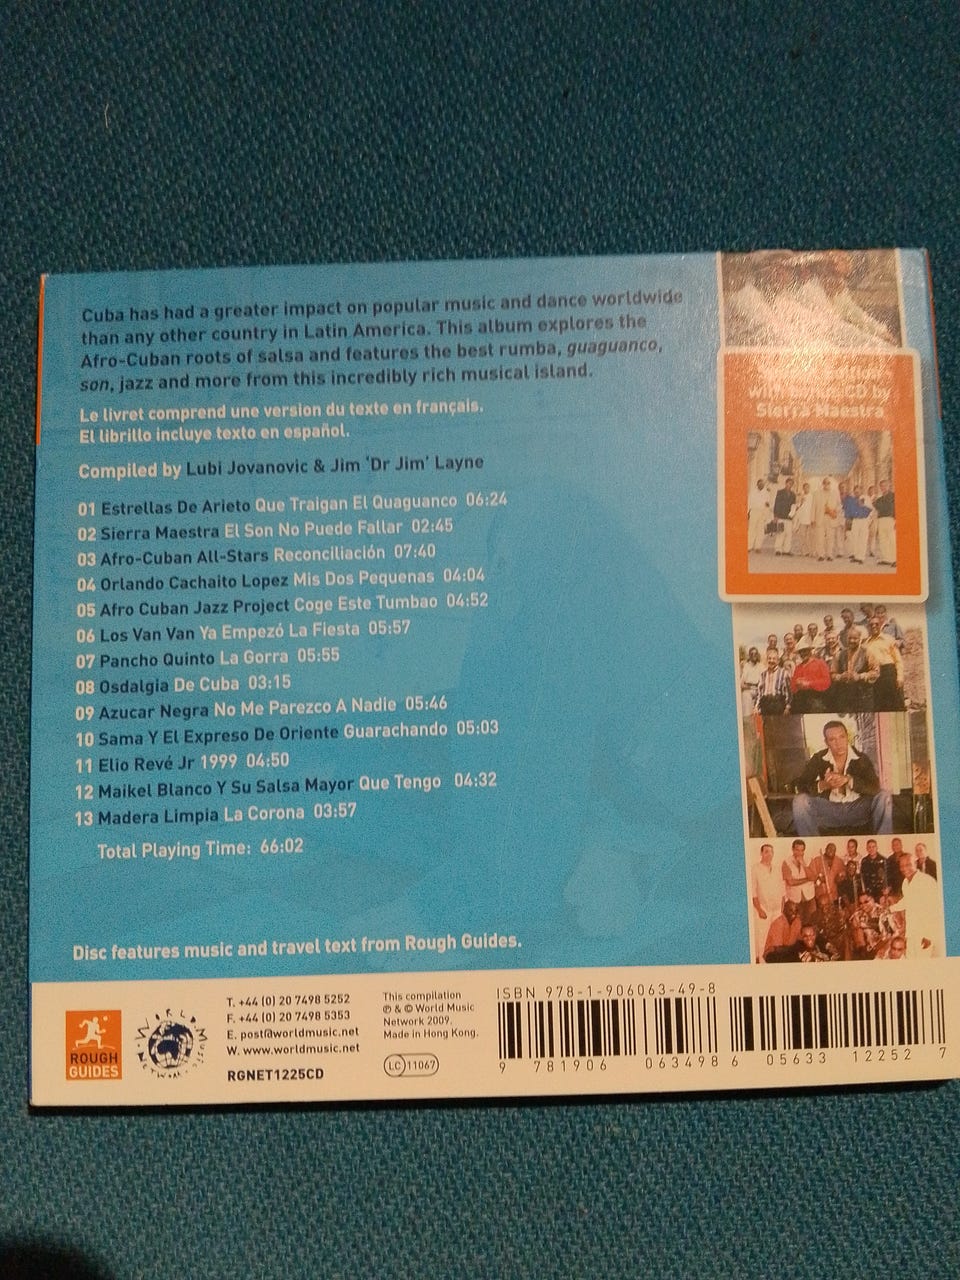 Cuba has had a greater impact on popular music and dance worldwide
than any other country in Latin America. This album explores the
Afro-Cuban roots of salsa and features the best rumba, guaguanco,
son, jazz and more from this incredibly rich musical island.
Le livret comprend une version du texte en français.
El librillo incluye texto en español.
Compiled by Lubi Jovanovic & Jim 'Dr Jim' Layne
01 Estrellas De Arieto Que Traigan El Quaguanco 06:24
02 Sierra Maestra El Son No Puede Fallar 02:45
03 Afro-Cuban All-Stars Reconciliación 07:40
04 Orlando Cachaito Lopez Mis Dos Pequenas 04:04
05 Afro Cuban Jazz Project Coge Este Tumbao 04:52
06 Los Van Van Ya Empezó La Fiesta 05:57
07 Pancho Quinto La Gorra 05:55
08 Osdalgia De Cuba 03:15
09 Azucar Negra No Me Parezco A Nadie 05:46
10 Sama Y El Expreso De Oriente Guarachando 05:03
11 Elio Revé Jr 1999 04:50
12 Maikel Blanco Y Su Salsa Mayor Que Tengo 04:32
13 Madera Limpia La Corona 03:57
Total Playing Time: 66:02
Disc features music and travel text from Rough Guides.
CD by
Sierra Maestra
ROUGH
GUIDES
WORLD MUSIC NETWORK
T. +44 (0) 20 7498 5252
F. +44 (0) 20 7498 5353
E. post@worldmusic.net
W. www.worldmusic.net
RGNET1225CD
This compilation
℗ & © World Music
Network 2009.
Made in Hong Kong.
LC 11067
ISBN 978-1-906063-49-8
9 781906 063498
6 05633 12252 7